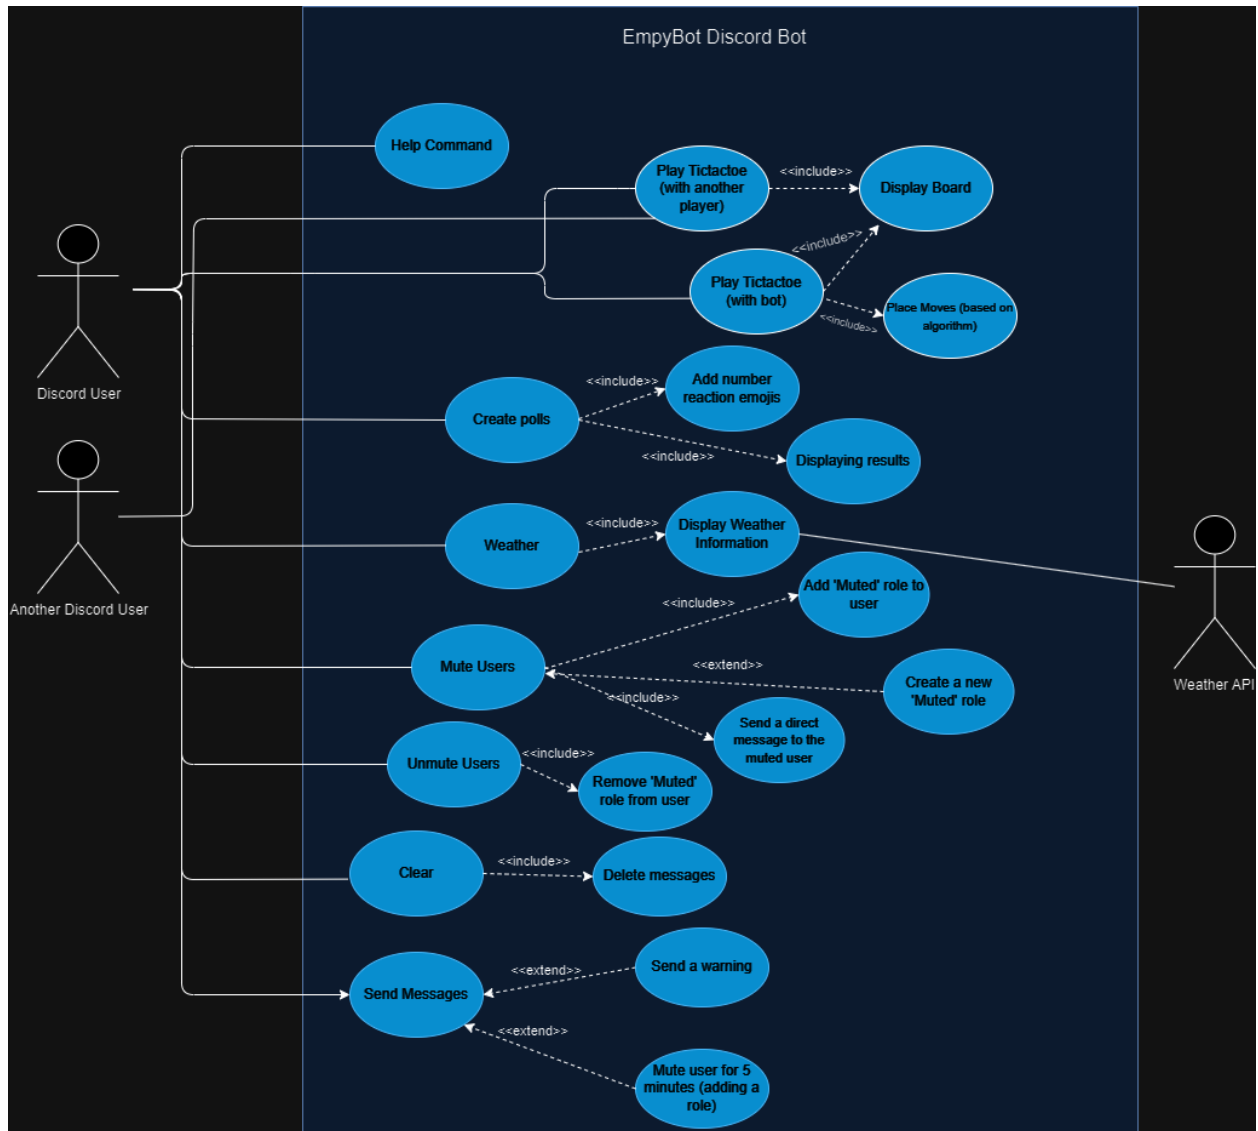 EmpyBot Discord Bot
Help Command
Play Tictactoe
(with another
player)
<<include>>
Display Board
<<include>>
Play Tictactoe
(with bot)
<<include>>
Place Moves (based on
algorithm)
Discord User
<<include>>
Add number
reaction emojis
Create polls
<<include>>
Displaying results
Weather
<<include>>
Display Weather
Information
Another Discord User
<<include>>
Add 'Muted' role to
user
Mute Users
<<extend>>
Create a new
'Muted' role
Weather API
<<include>>
Send a direct
message to the
muted user
Unmute Users
<<include>>
Remove 'Muted'
role from user
Clear
<<include>>
Delete messages
Send Messages
<<extend>>
Send a warning
<<extend>>
Mute user for 5
minutes (adding a
role)